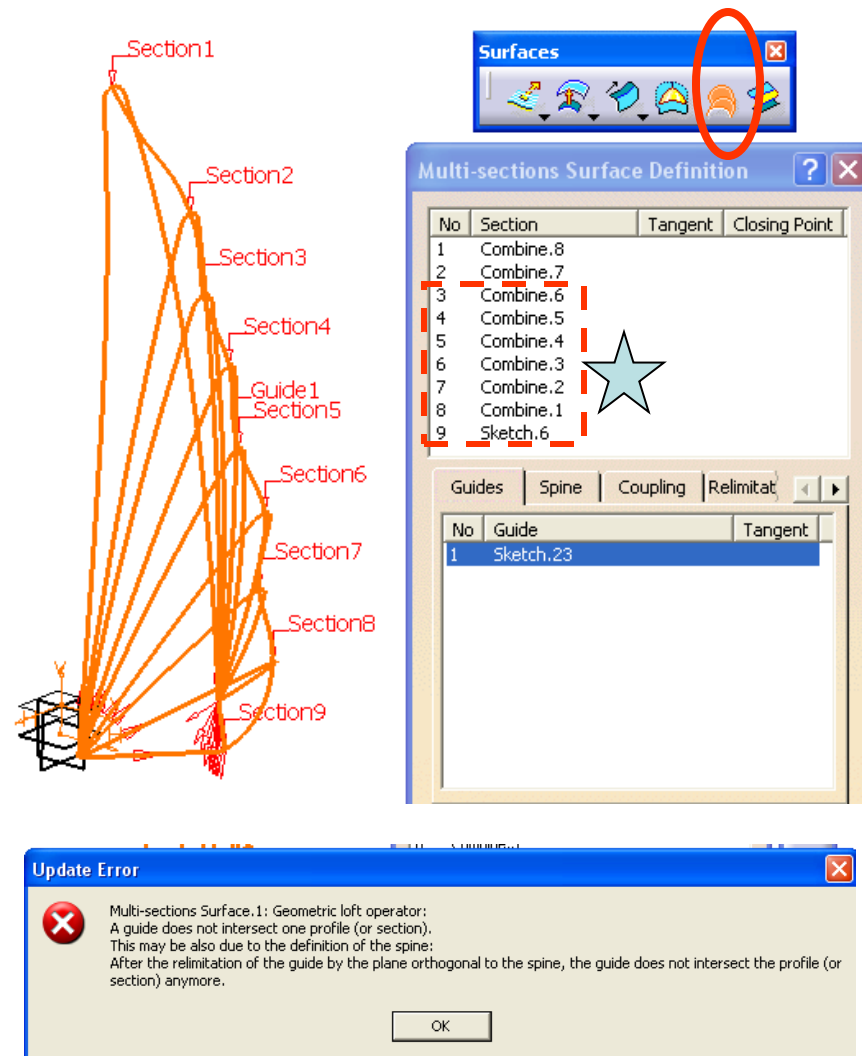 Section1
Section2
Section3
Section4
Guide1
Section5
Section6
Section7
Section8
Section9
Surfaces
Multi-sections Surface Definition
No Section Tangent Closing Point
1 Combine.8
2 Combine.7
3 Combine.6
4 Combine.5
5 Combine.4
6 Combine.3
7 Combine.2
8 Combine.1
9 Sketch.6
Guides Spine Coupling Relimitat
No Guide Tangent
1 Sketch.23
Update Error
Multi-sections Surface.1: Geometric loft operator:
A guide does not intersect one profile (or section).
This may be also due to the definition of the spine:
After the relimitation of the guide by the plane orthogonal to the spine, the guide does not intersect the profile (or
section) anymore.
OK